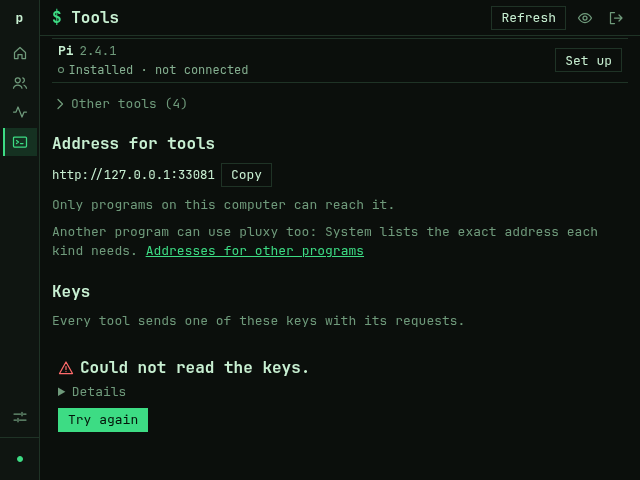 p
$ Tools
Refresh
Pi 2.4.1
Installed · not connected
Set up
Other tools (4)
Address for tools
http://127.0.0.1:33081
Copy
Only programs on this computer can reach it.
Another program can use pluxy too: System lists the exact address each
kind needs. Addresses for other programs
Keys
Every tool sends one of these keys with its requests.
Could not read the keys.
Details
Try again